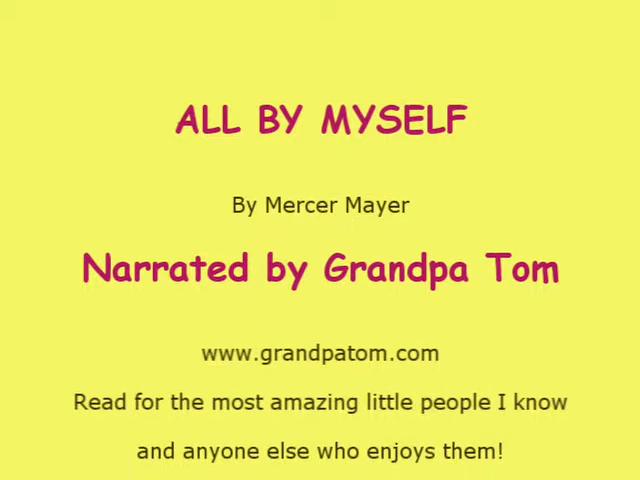 ALL BY MYSELF
By Mercer Mayer
Narrated by Grandpa Tom
www.grandpatom.com
Read for the most amazing little people I know
and anyone else who enjoys them!